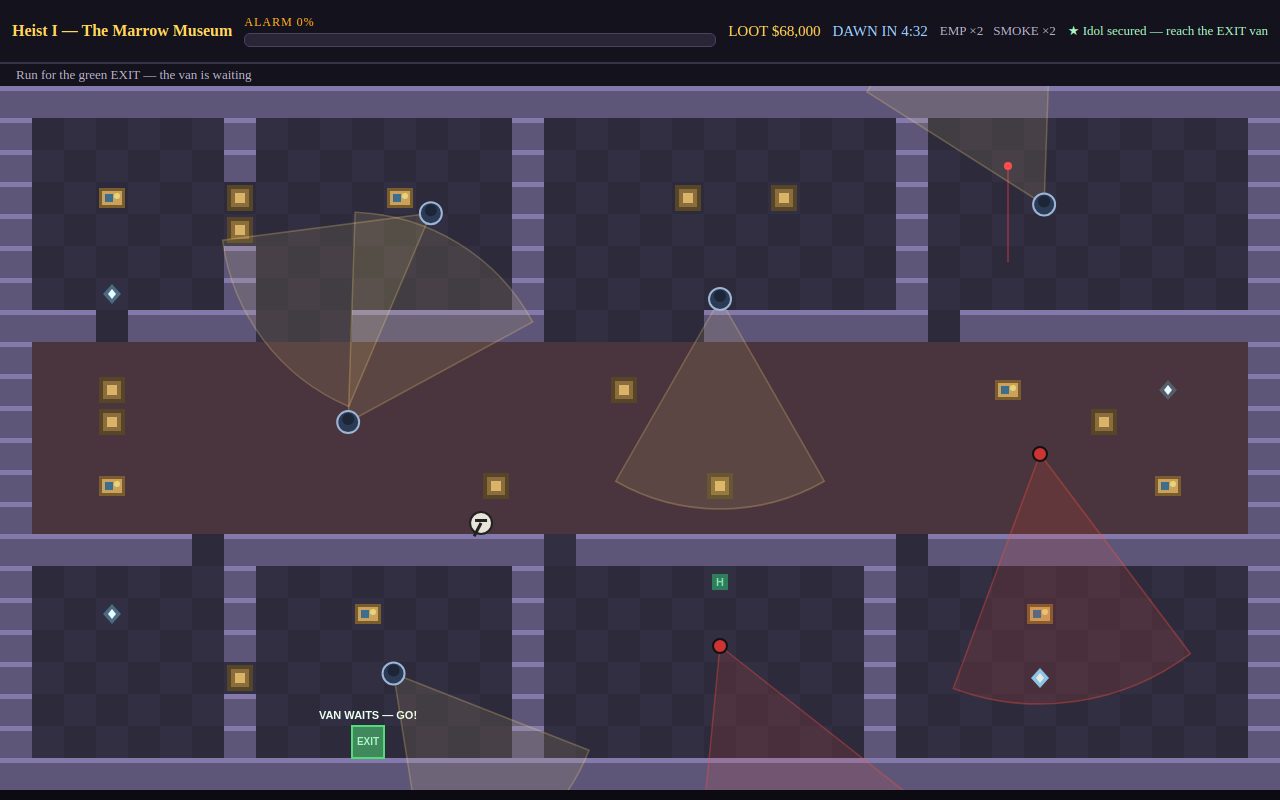 Heist I — The Marrow Museum
ALARM 0%
LOOT $68,000
DAWN IN 4:32
EMP ×2
SMOKE ×2
★ Idol secured — reach the EXIT van
Run for the green EXIT — the van is waiting
H
VAN WAITS — GO!
EXIT